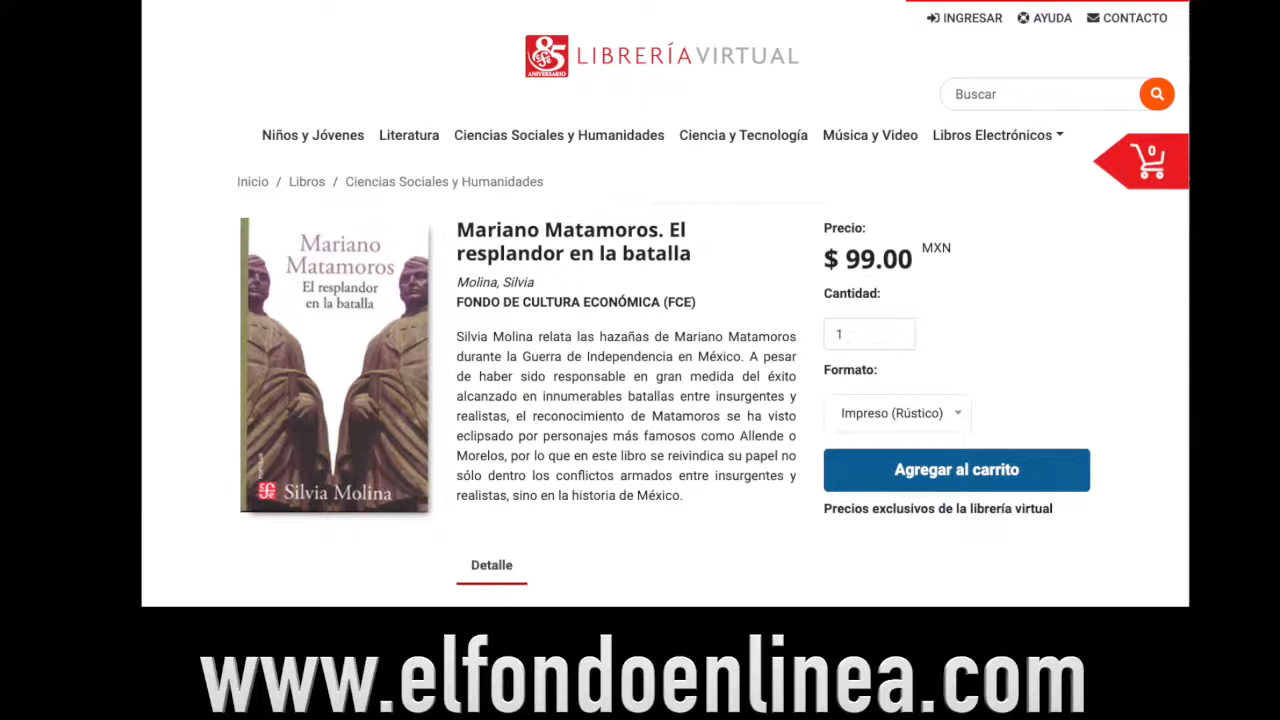 INGRESAR AYUDA CONTACTO
85 ANIVERSARIO LIBRERÍAVIRTUAL
Buscar
Niños y Jóvenes Literatura Ciencias Sociales y Humanidades Ciencia y Tecnología Música y Video Libros Electrónicos
0
Inicio / Libros / Ciencias Sociales y Humanidades
Mariano
Matamoros
El resplandor
en la batalla
POPULAR
Silvia Molina
Mariano Matamoros. El
resplandor en la batalla
Molina, Silvia
FONDO DE CULTURA ECONÓMICA (FCE)
Silvia Molina relata las hazañas de Mariano Matamoros
durante la Guerra de Independencia en México. A pesar
de haber sido responsable en gran medida del éxito
alcanzado en innumerables batallas entre insurgentes y
realistas, el reconocimiento de Matamoros se ha visto
eclipsado por personajes más famosos como Allende o
Morelos, por lo que en este libro se reivindica su papel no
sólo dentro los conflictos armados entre insurgentes y
realistas, sino en la historia de México.
Detalle
Precio:
$ 99.00 MXN
Cantidad:
1
Formato:
Impreso (Rústico)
Agregar al carrito
Precios exclusivos de la librería virtual
www.elfondoenlinea.com